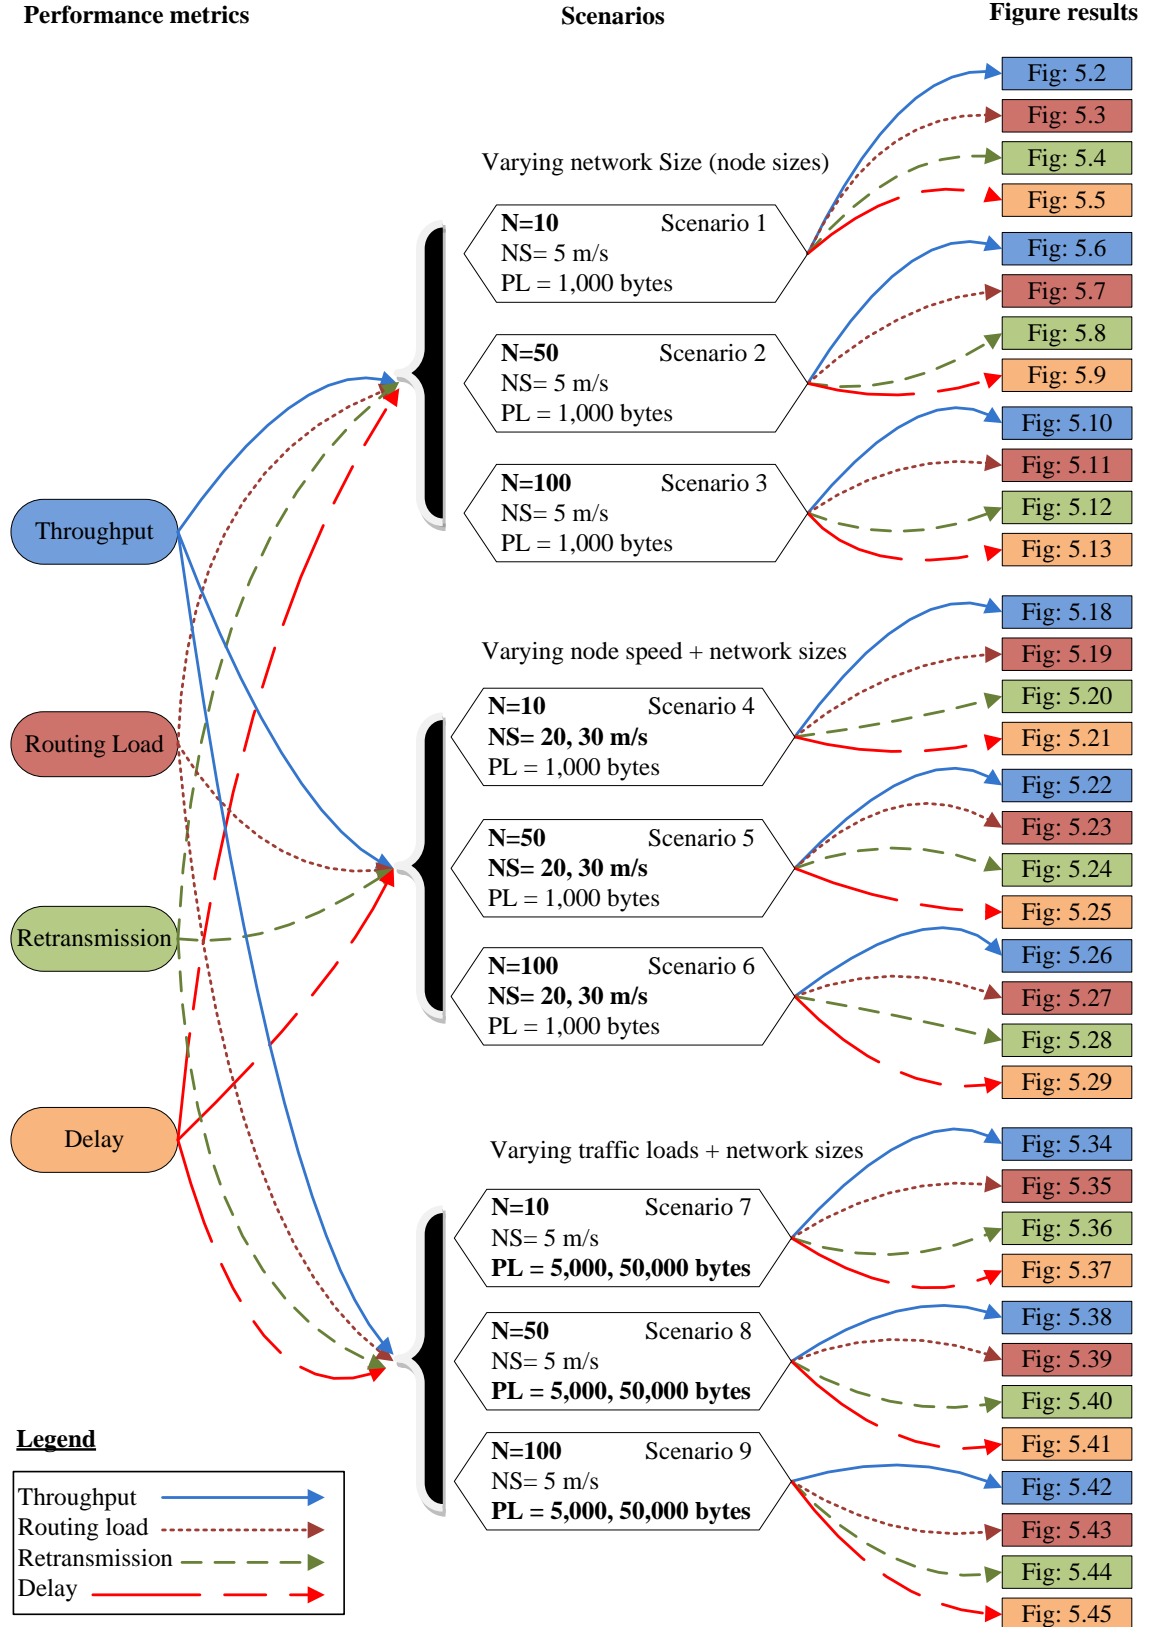 Performance metrics
Scenarios
Figure results
Throughput
Routing Load
Retransmission
Delay
Varying network Size (node sizes)
N=10 Scenario 1
NS= 5 m/s
PL = 1,000 bytes
N=50 Scenario 2
NS= 5 m/s
PL = 1,000 bytes
N=100 Scenario 3
NS= 5 m/s
PL = 1,000 bytes
Varying node speed + network sizes
N=10 Scenario 4
NS= 20, 30 m/s
PL = 1,000 bytes
N=50 Scenario 5
NS= 20, 30 m/s
PL = 1,000 bytes
N=100 Scenario 6
NS= 20, 30 m/s
PL = 1,000 bytes
Varying traffic loads + network sizes
N=10 Scenario 7
NS= 5 m/s
PL = 5,000, 50,000 bytes
N=50 Scenario 8
NS= 5 m/s
PL = 5,000, 50,000 bytes
N=100 Scenario 9
NS= 5 m/s
PL = 5,000, 50,000 bytes
Fig: 5.2
Fig: 5.3
Fig: 5.4
Fig: 5.5
Fig: 5.6
Fig: 5.7
Fig: 5.8
Fig: 5.9
Fig: 5.10
Fig: 5.11
Fig: 5.12
Fig: 5.13
Fig: 5.18
Fig: 5.19
Fig: 5.20
Fig: 5.21
Fig: 5.22
Fig: 5.23
Fig: 5.24
Fig: 5.25
Fig: 5.26
Fig: 5.27
Fig: 5.28
Fig: 5.29
Fig: 5.34
Fig: 5.35
Fig: 5.36
Fig: 5.37
Fig: 5.38
Fig: 5.39
Fig: 5.40
Fig: 5.41
Fig: 5.42
Fig: 5.43
Fig: 5.44
Fig: 5.45
Legend
Throughput
Routing load
Retransmission
Delay